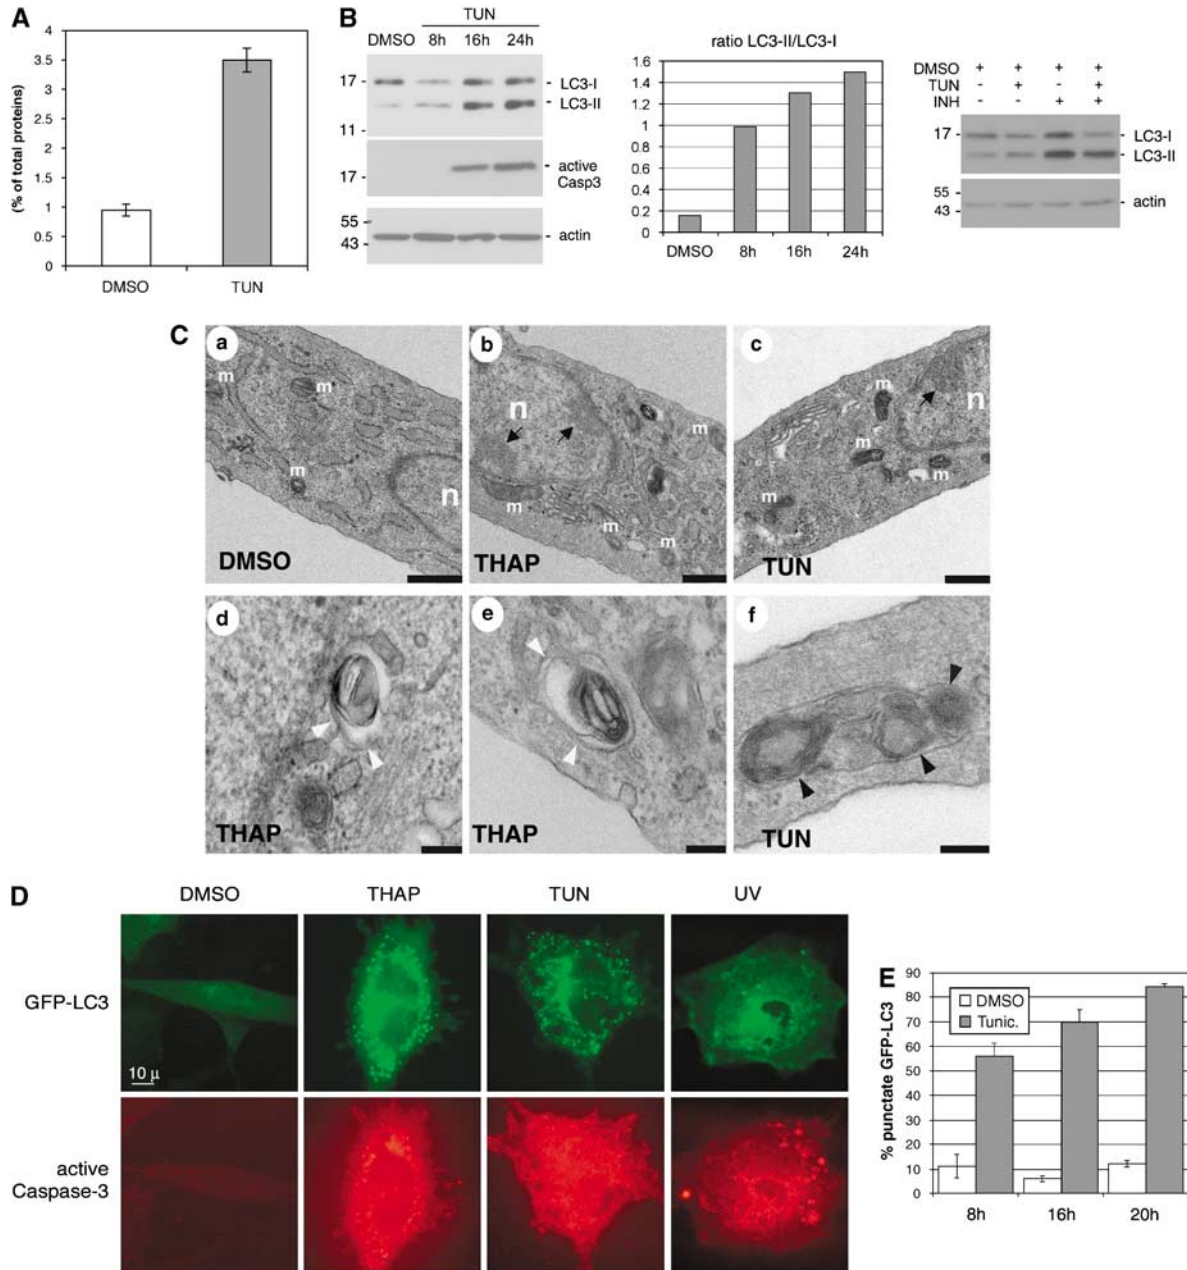 A
(% of total proteins)
4
3.5
3
2.5
2
1.5
1
0.5
0
DMSO TUN
B
TUN
DMSO 8h 16h 24h
17 -
11 -
- LC3-I
- LC3-II
17 -
- active
Casp3
55 -
43 -
- actin
ratio LC3-II/LC3-I
1.6
1.4
1.2
1
0.8
0.6
0.4
0.2
0
DMSO 8h 16h 24h
DMSO + + + +
TUN - + - +
INH - - + +
17 -
- LC3-I
- LC3-II
55 -
43 -
- actin
C
a
m
m
m
n
DMSO
b
n
m
m
m
m
THAP
c
m
n
m
m
m
TUN
d
THAP
e
THAP
f
TUN
D
DMSO THAP TUN UV
GFP-LC3
10 μ
active
Caspase-3
E
% punctate GFP-LC3
90
80
70
60
50
40
30
20
10
0
DMSO
Tunic.
8h 16h 20h